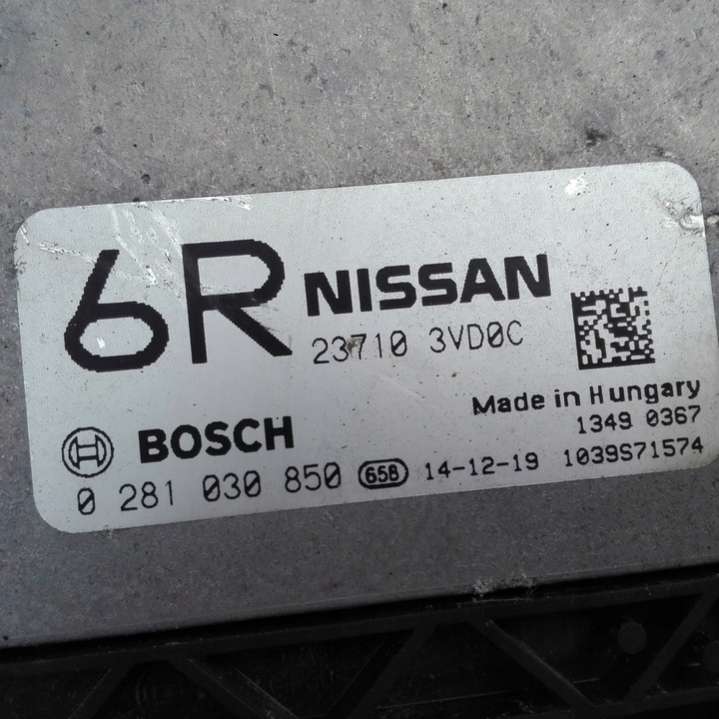 6R NISSAN
23710 3VD0C
Made in Hungary
1349 0367
BOSCH
0 281 030 850 658 14-12-19 1039S71574